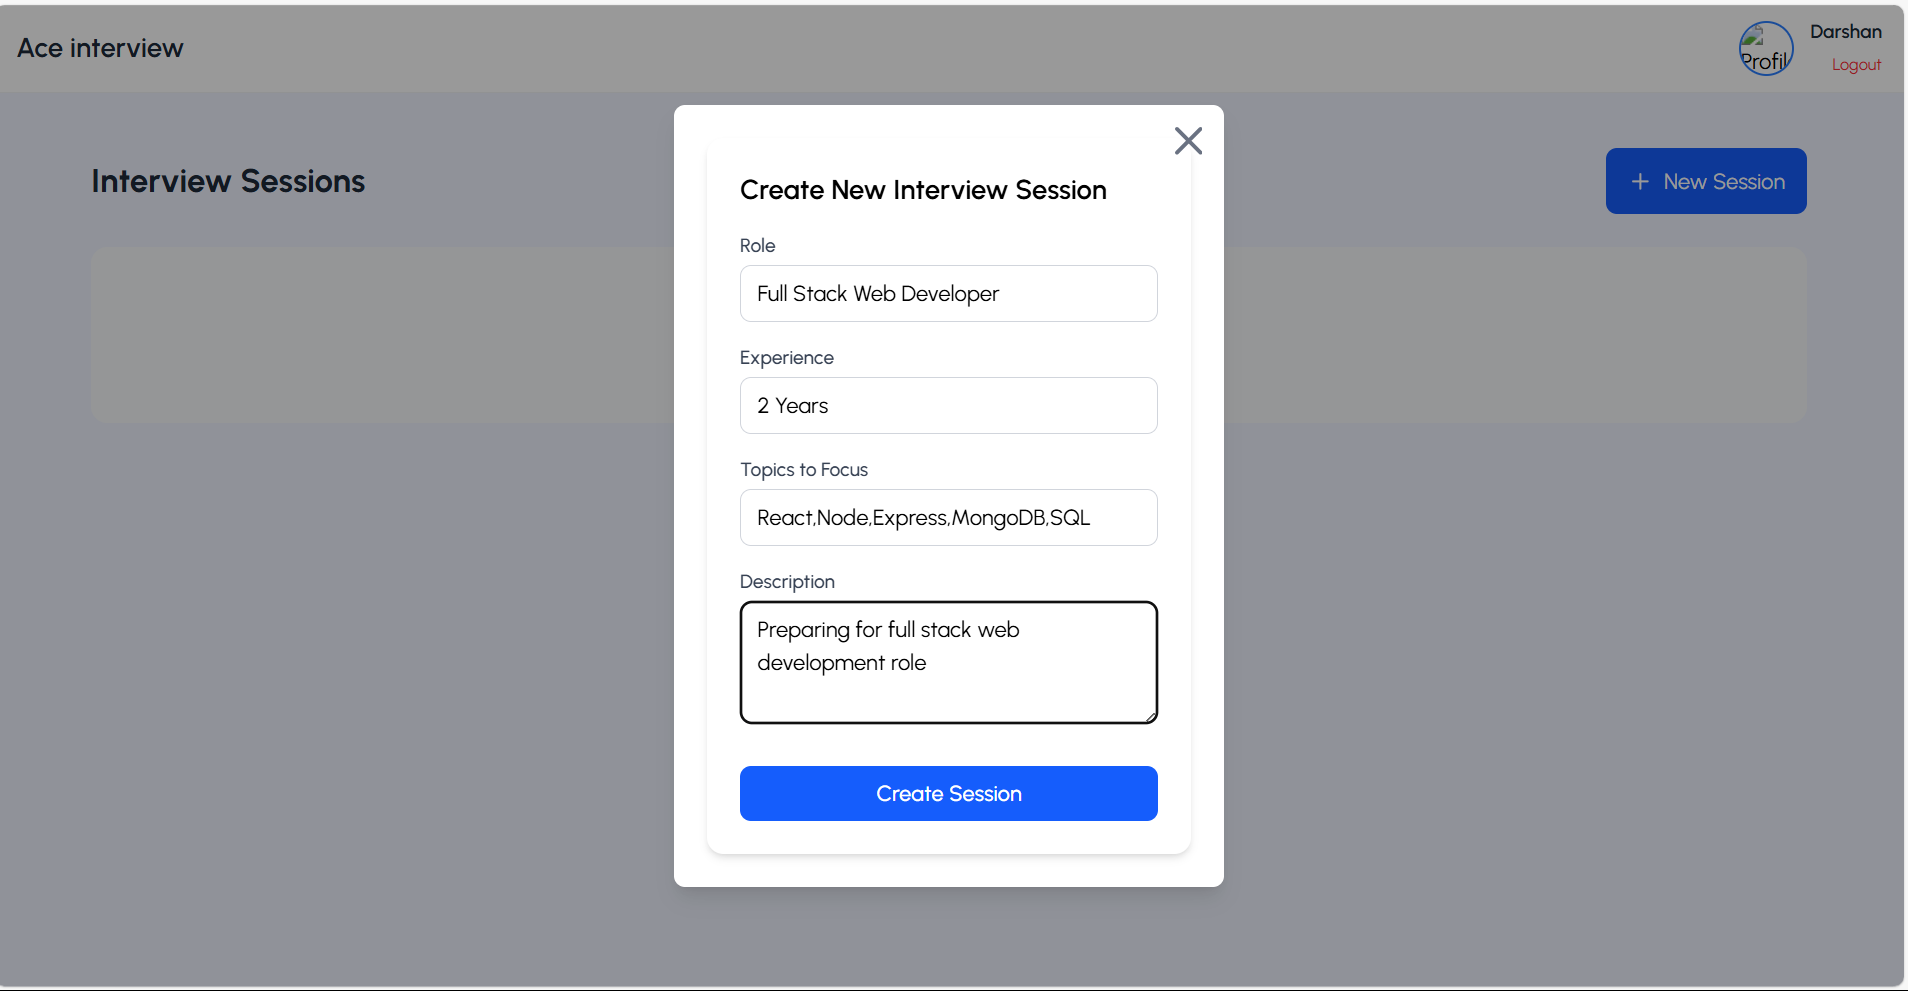 Ace interview
Profil
Darshan
Logout
Interview Sessions
New Session
Create New Interview Session
Role
Full Stack Web Developer
Experience
2 Years
Topics to Focus
React,Node,Express,MongoDB,SQL
Description
Preparing for full stack web
development role
Create Session